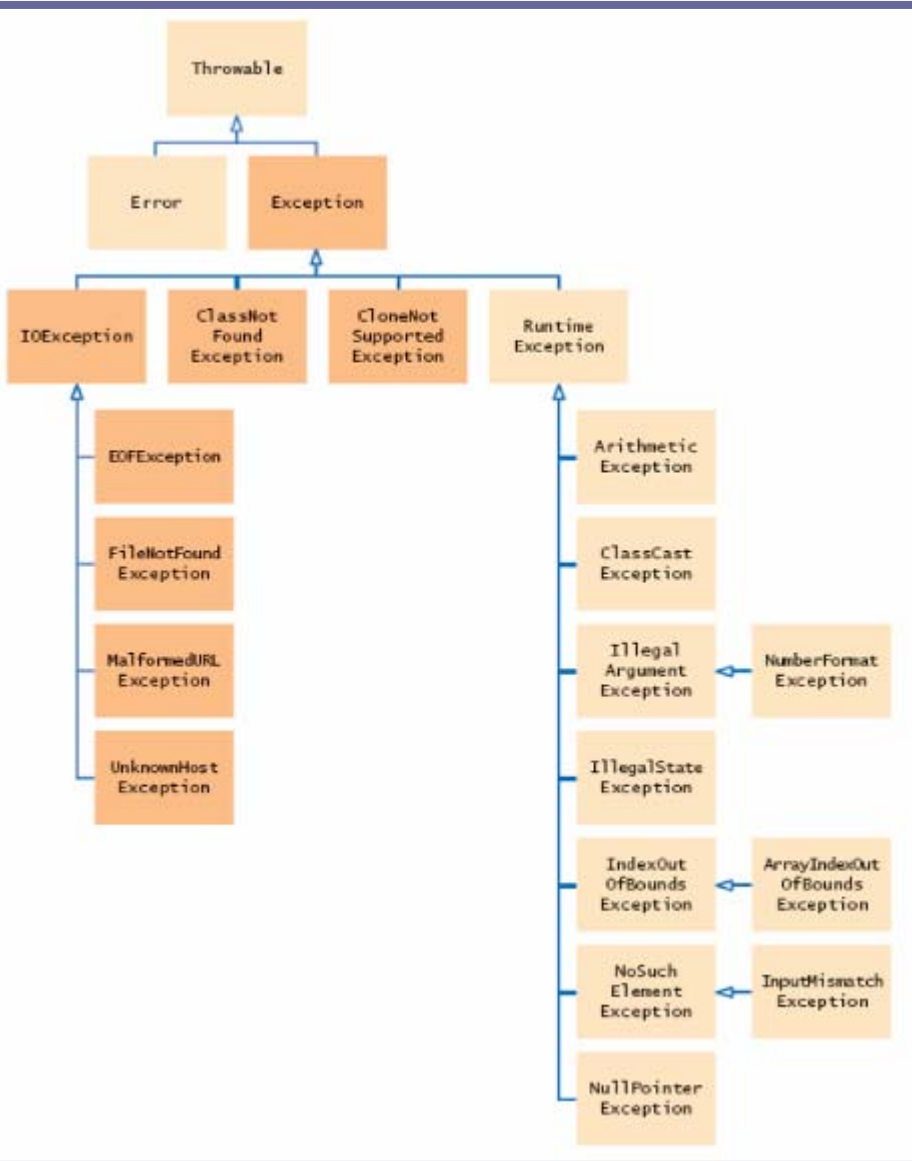 Throwable
Error
Exception
IOException
ClassNot
Found
Exception
CloneNot
Supported
Exception
Runtime
Exception
EOFException
FileNotFound
Exception
MalformedURL
Exception
UnknownHost
Exception
Arithmetic
Exception
ClassCast
Exception
Illegal
Argument
Exception
NumberFormat
Exception
IllegalState
Exception
IndexOut
OfBounds
Exception
ArrayIndexOut
OfBounds
Exception
NoSuch
Element
Exception
InputMismatch
Exception
NullPointer
Exception